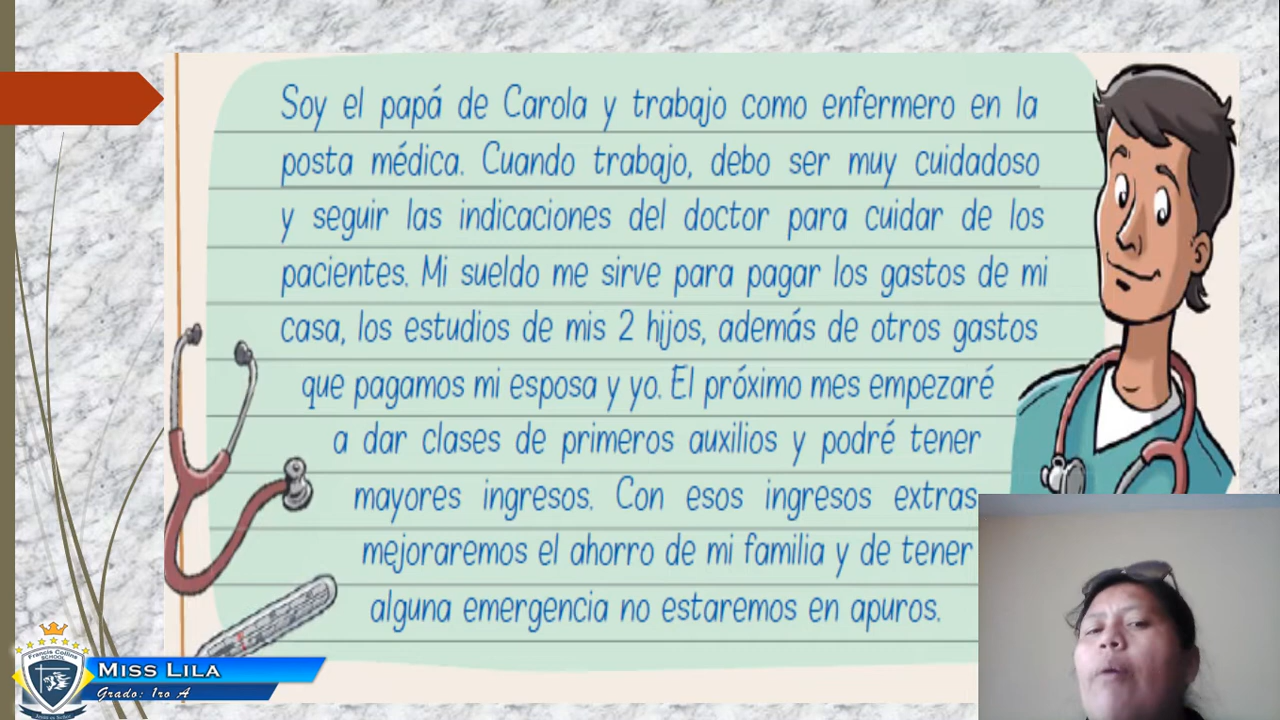 Soy el papá de Carola y trabajo como enfermero en la
posta médica. Cuando trabajo, debo ser muy cuidadoso
y seguir las indicaciones del doctor para cuidar de los
pacientes. Mi sueldo me sirve para pagar los gastos de mi
casa, los estudios de mis 2 hijos, además de otros gastos
que pagamos mi esposa y yo. El próximo mes empezaré
a dar clases de primeros auxilios y podré tener
mayores ingresos. Con esos ingresos extras
mejoraremos el ahorro de mi familia y de tener
alguna emergencia no estaremos en apuros.
Francis Collins
SCHOOL
MISS LILA
Grado: 1ro A